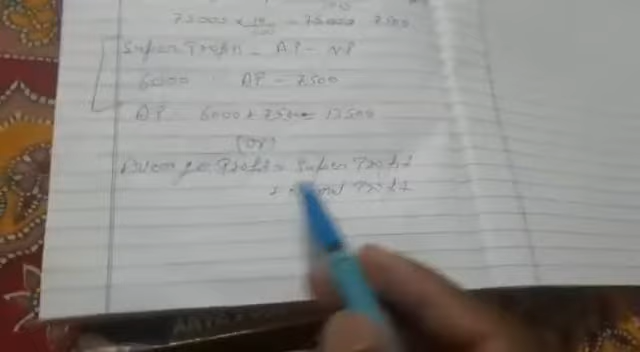 75000 × 10/100 = 75000 7500
Super Profit = AP - NP
6000 AP - 7500
AP = 6000 + 7500 = 13500
(or)
Average Profit = Super Profit
+ Profit